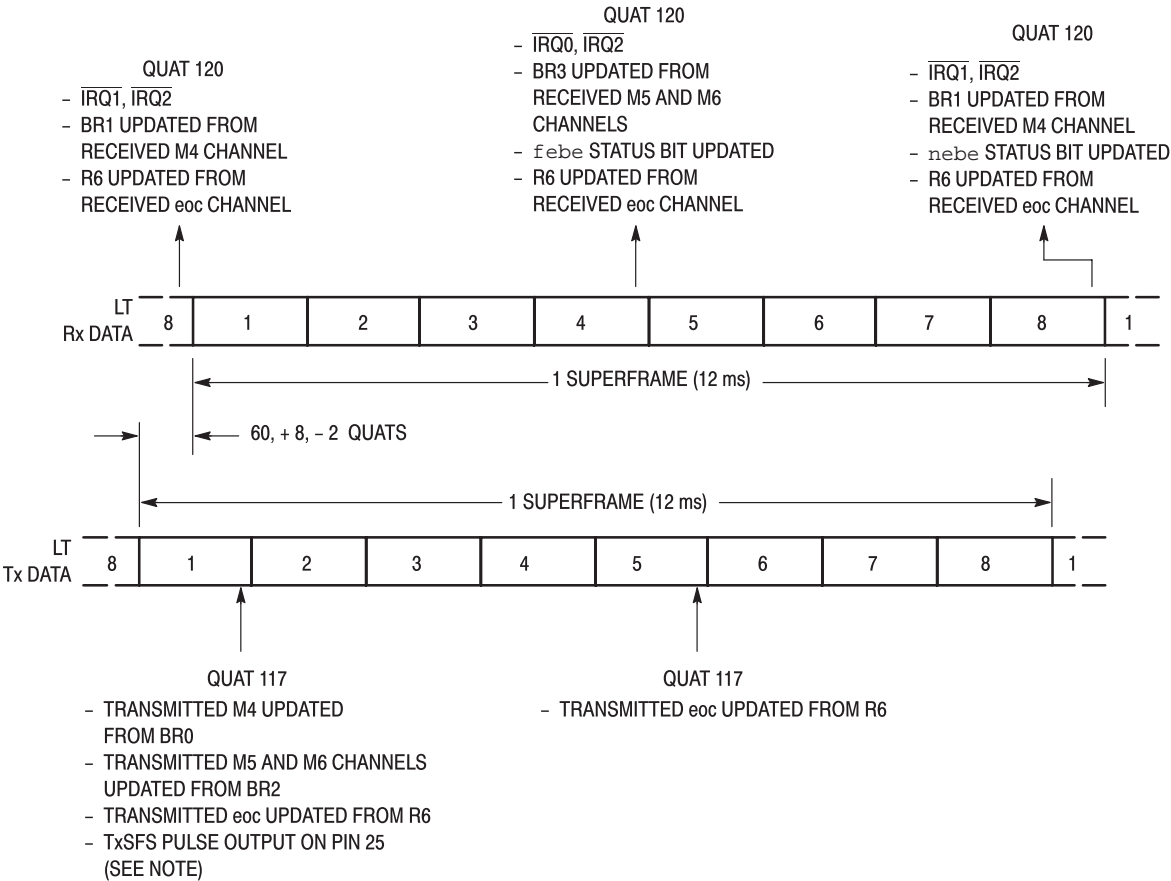 QUAT 120
– IRQ1, IRQ2
– BR1 UPDATED FROM
RECEIVED M4 CHANNEL
– R6 UPDATED FROM
RECEIVED eoc CHANNEL
QUAT 120
– IRQ0, IRQ2
– BR3 UPDATED FROM
RECEIVED M5 AND M6
CHANNELS
– febe STATUS BIT UPDATED
– R6 UPDATED FROM
RECEIVED eoc CHANNEL
QUAT 120
– IRQ1, IRQ2
– BR1 UPDATED FROM
RECEIVED M4 CHANNEL
– nebe STATUS BIT UPDATED
– R6 UPDATED FROM
RECEIVED eoc CHANNEL
LT
Rx DATA
8 1 2 3 4 5 6 7 8 1
1 SUPERFRAME (12 ms)
60, + 8, – 2 QUATS
1 SUPERFRAME (12 ms)
LT
Tx DATA
8 1 2 3 4 5 6 7 8 1
QUAT 117
– TRANSMITTED M4 UPDATED
FROM BR0
– TRANSMITTED M5 AND M6 CHANNELS
UPDATED FROM BR2
– TRANSMITTED eoc UPDATED FROM R6
– TxSFS PULSE OUTPUT ON PIN 25
(SEE NOTE)
QUAT 117
– TRANSMITTED eoc UPDATED FROM R6